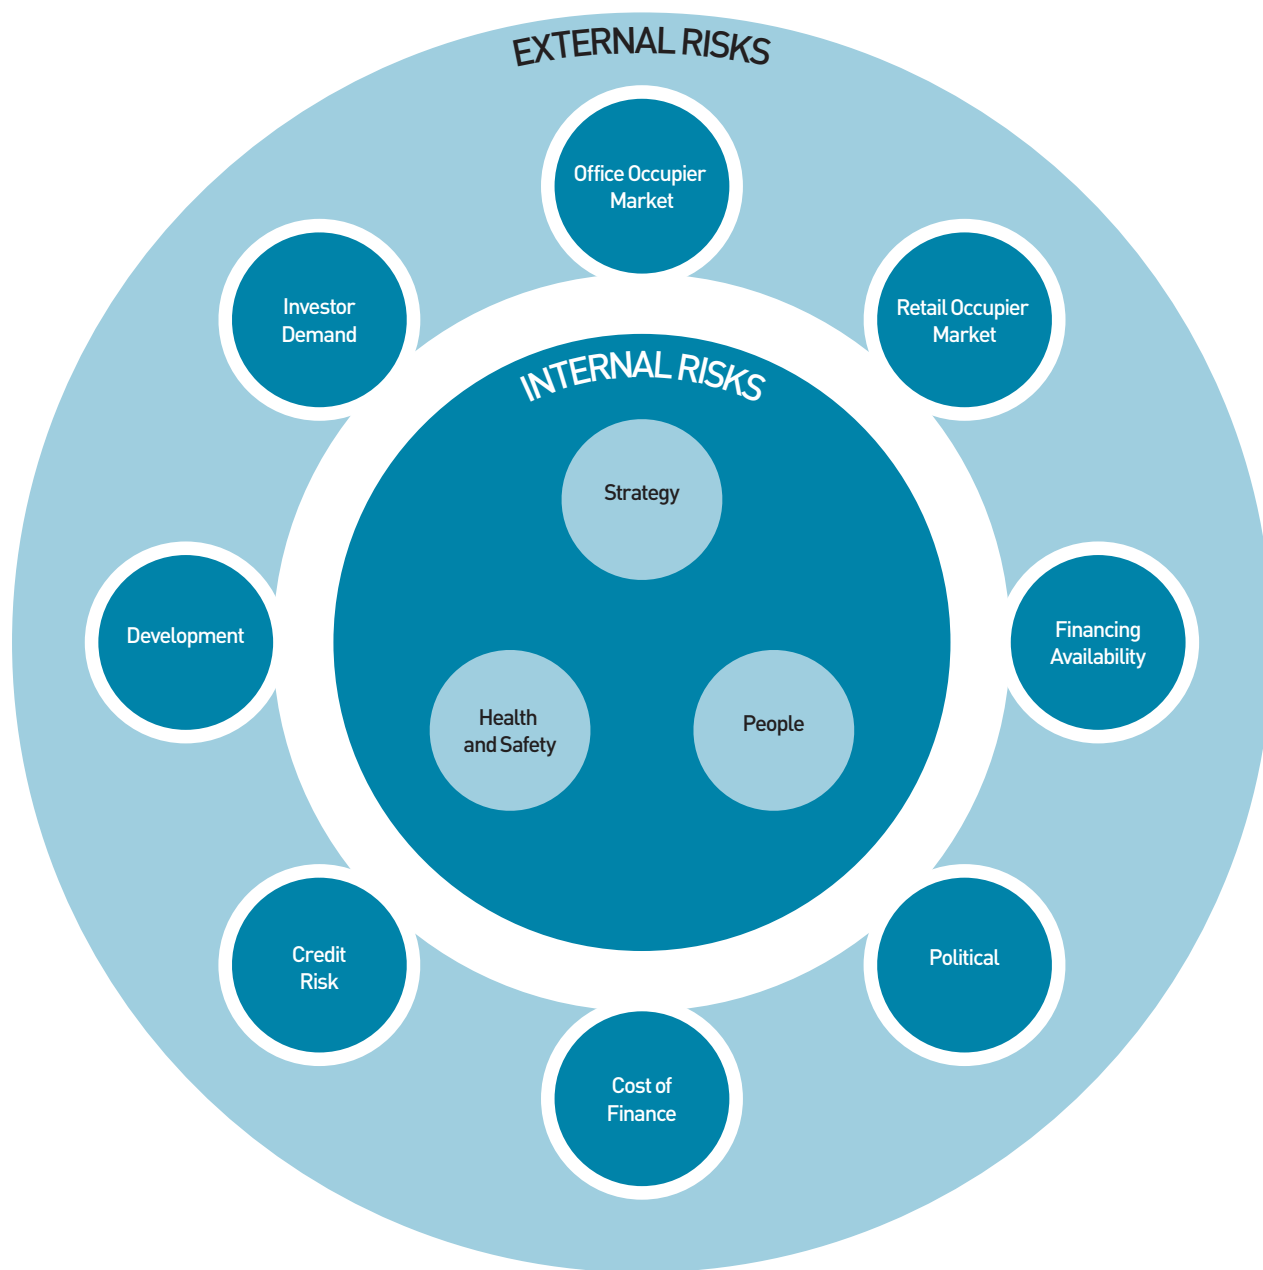 EXTERNAL RISKS
Office Occupier
Market
Investor
Demand
Retail Occupier
Market
INTERNAL RISKS
Strategy
Development
Financing
Availability
Health
and Safety
People
Credit
Risk
Political
Cost of
Finance